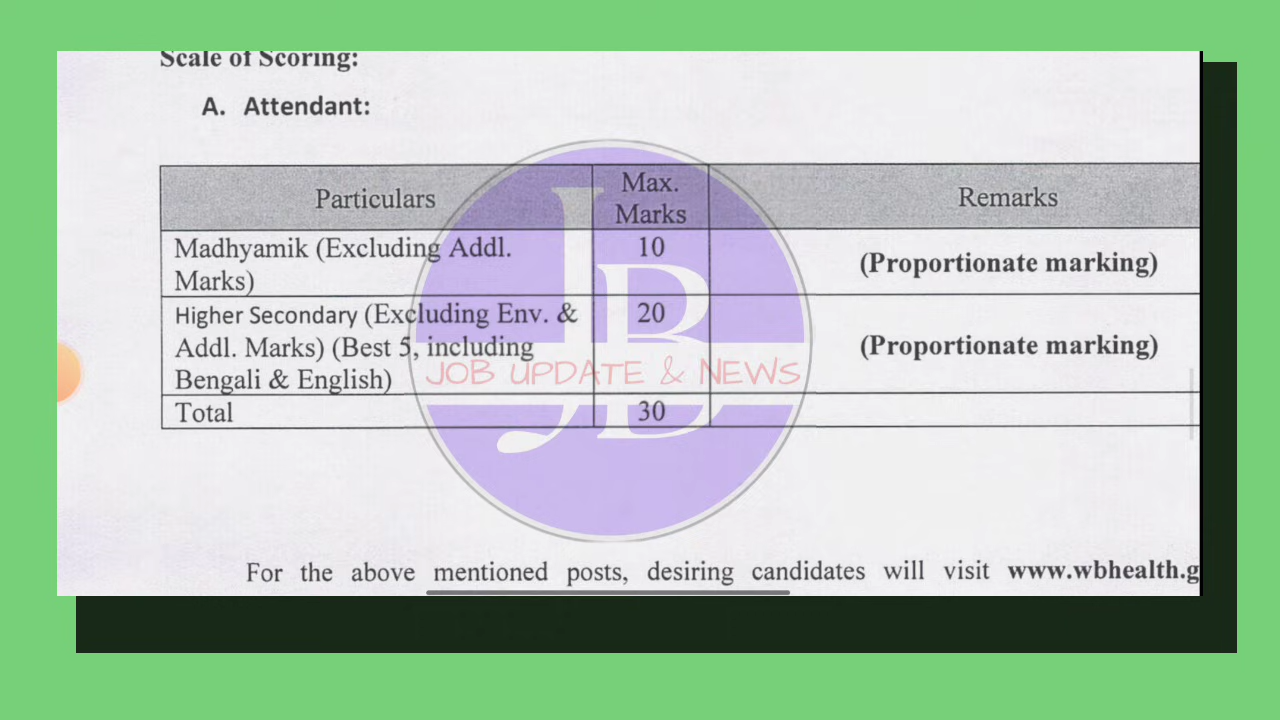 Scale of Scoring:
A. Attendant:
Particulars
Max.
Marks
Remarks
Madhyamik (Excluding Addl.
Marks)
10
(Proportionate marking)
Higher Secondary (Excluding Env. &
Addl. Marks) (Best 5, including
Bengali & English)
20
(Proportionate marking)
Total
30
JB
JOB UPDATE & NEWS
For the above mentioned posts, desiring candidates will visit www.wbhealth.g